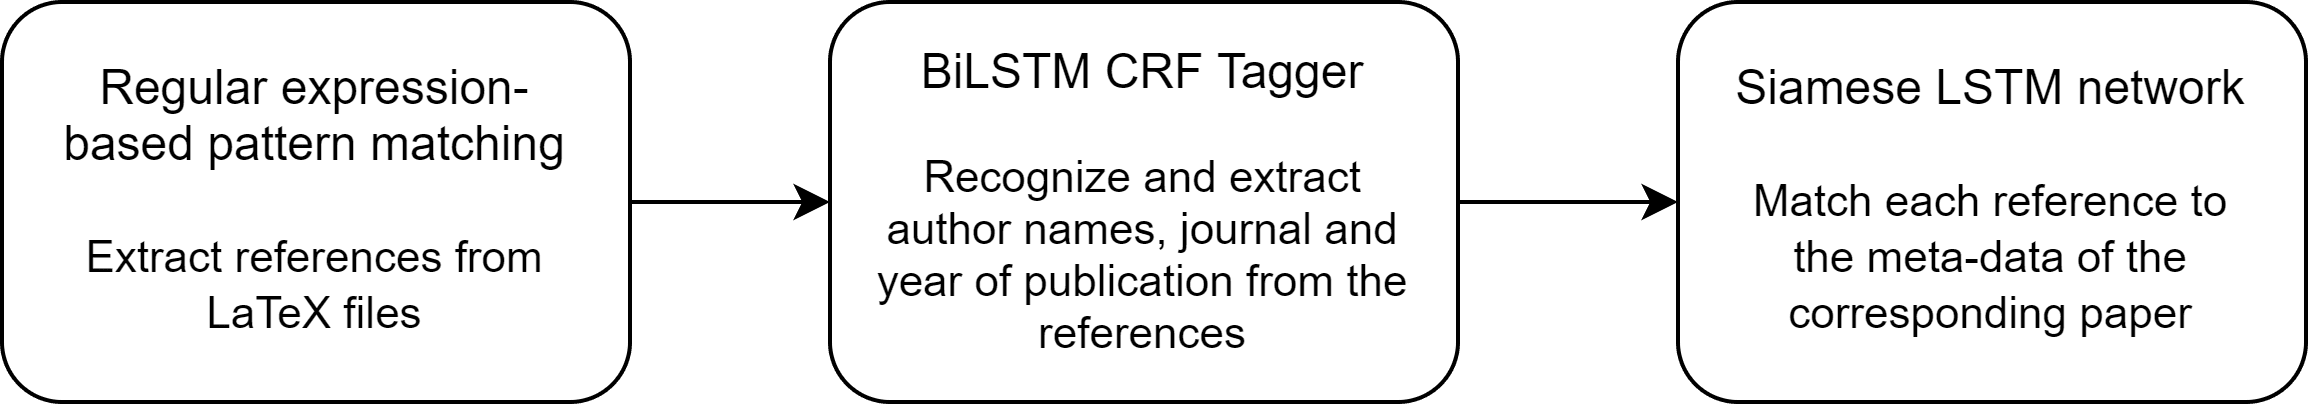 Regular expression-
based pattern matching
Extract references from
LaTeX files
BiLSTM CRF Tagger
Recognize and extract
author names, journal and
year of publication from the
references
Siamese LSTM network
Match each reference to
the meta-data of the
corresponding paper